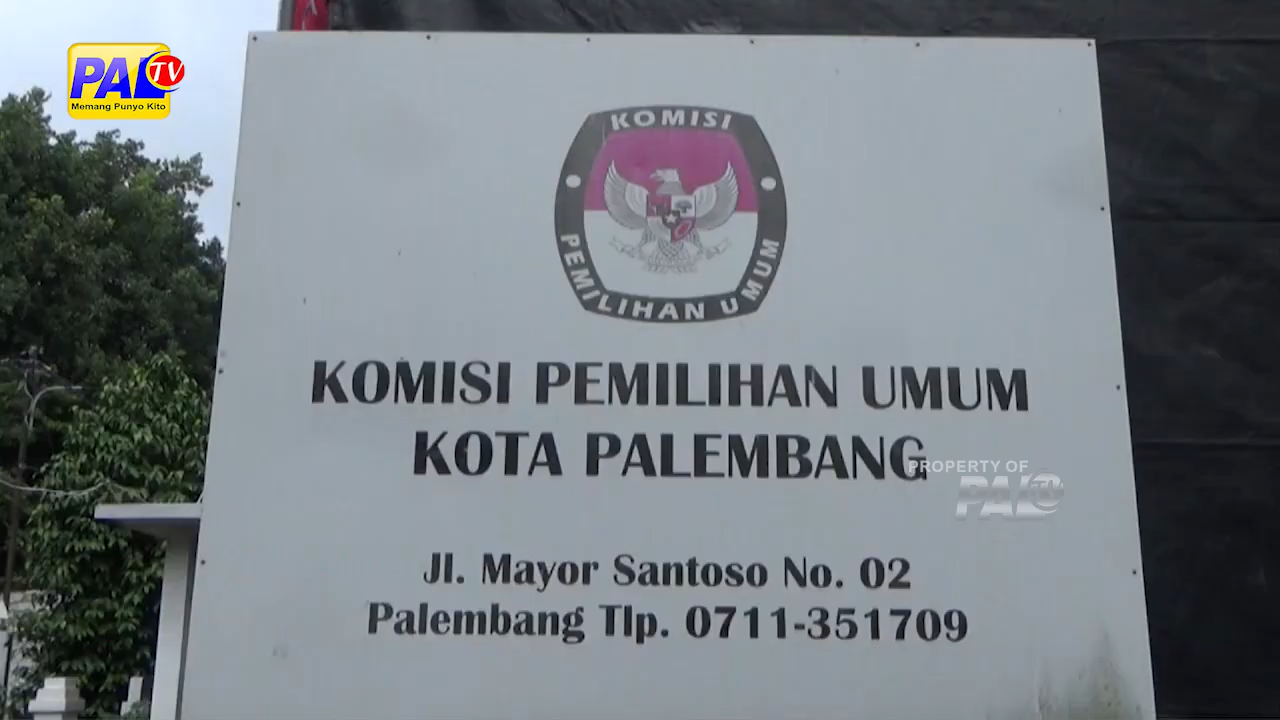 PAL TV
Memang Punyo Kito
KOMISI
PEMILIHAN UMUM
KOMISI PEMILIHAN UMUM
KOTA PALEMBANG
PROPERTY OF
PAL TV
Jl. Mayor Santoso No. 02
Palembang Tlp. 0711-351709